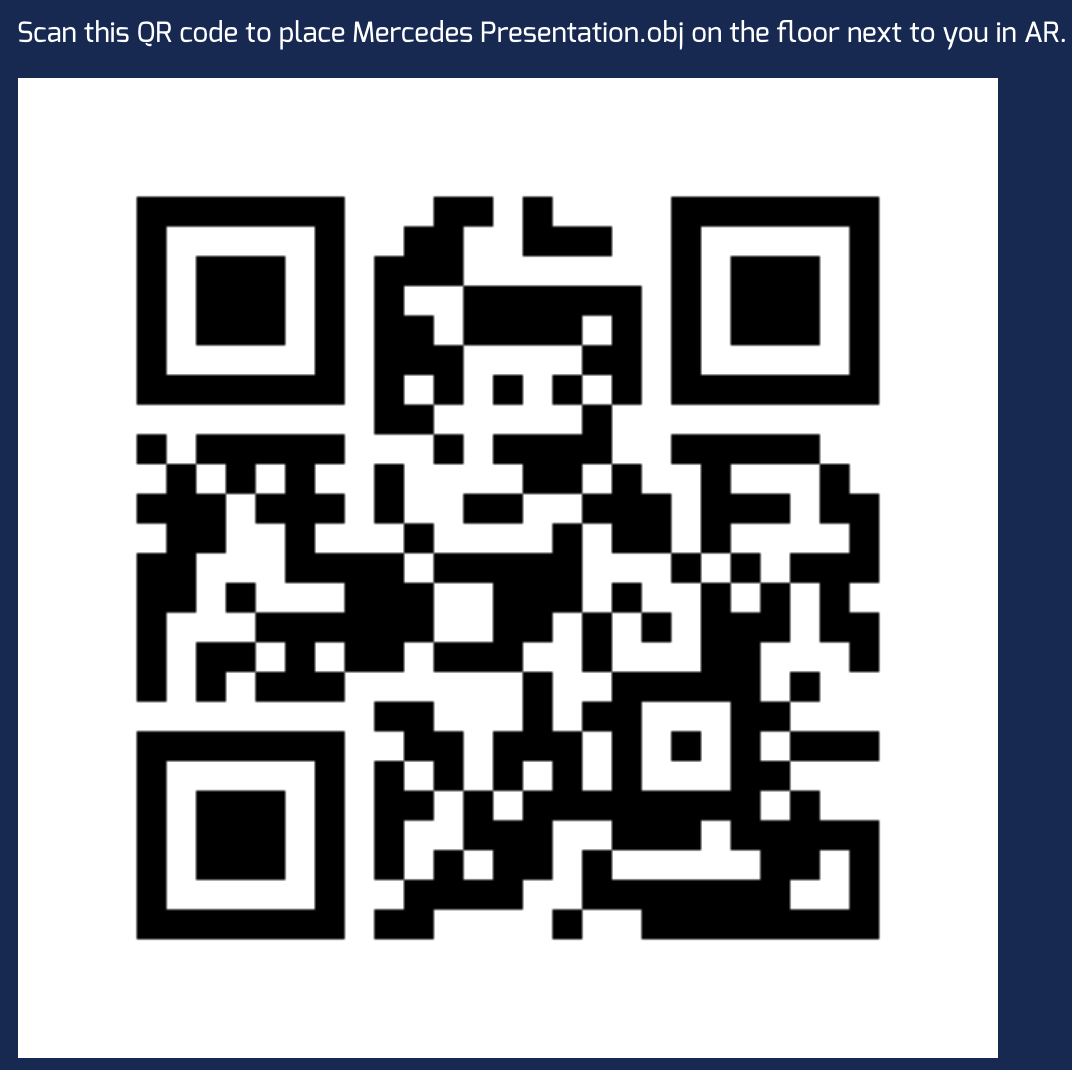 Scan this QR code to place Mercedes Presentation.obj on the floor next to you in AR.